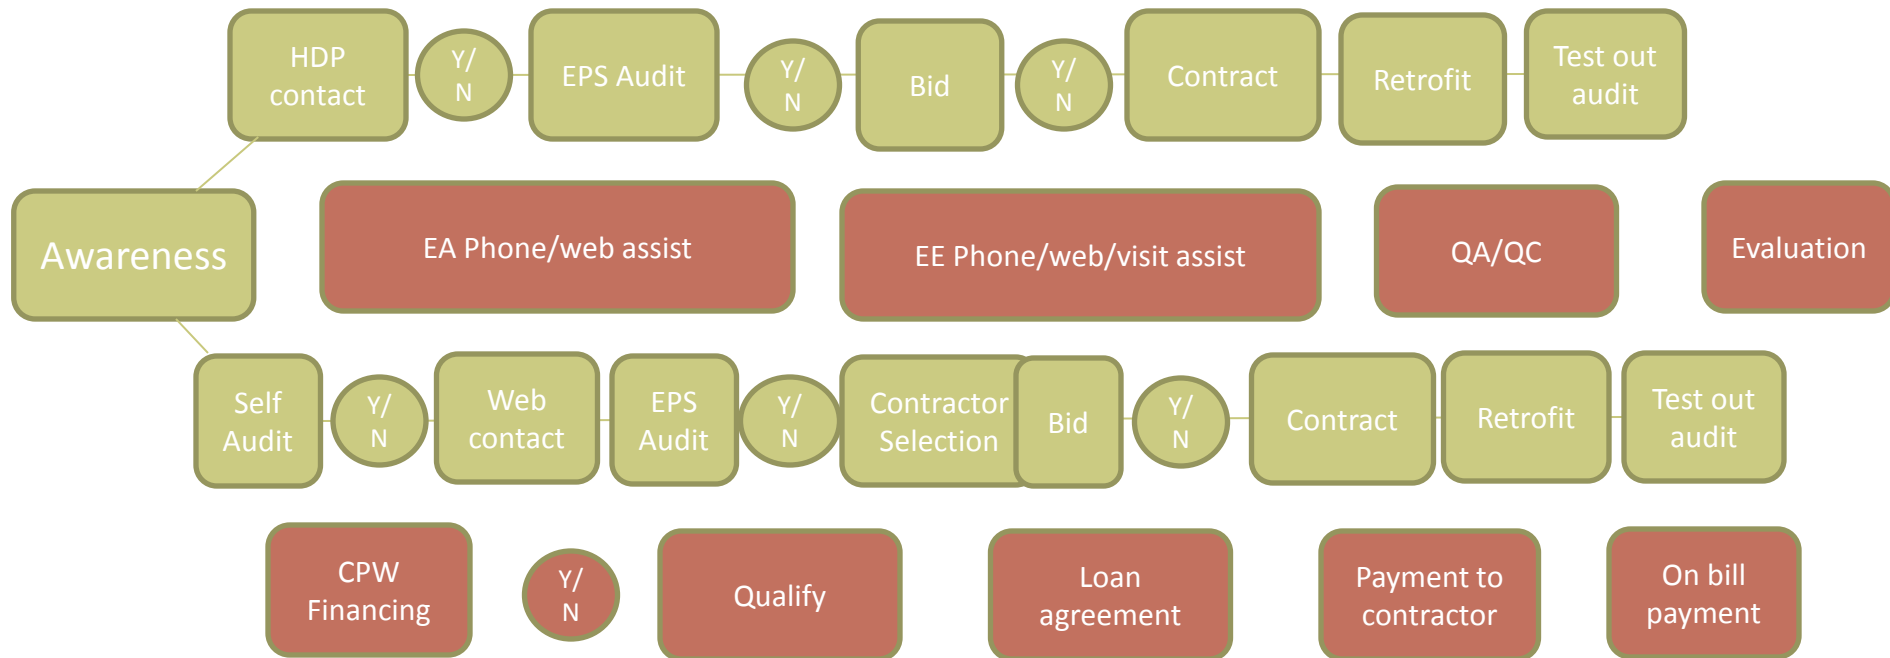 HDP
contact
Y/
N
EPS Audit
Y/
N
Bid
Y/
N
Contract
Retrofit
Test out
audit
Awareness
EA Phone/web assist
EE Phone/web/visit assist
QA/QC
Evaluation
Self
Audit
Y/
N
Web
contact
EPS
Audit
Y/
N
Contractor
Selection
Bid
Y/
N
Contract
Retrofit
Test out
audit
CPW
Financing
Y/
N
Qualify
Loan
agreement
Payment to
contractor
On bill
payment